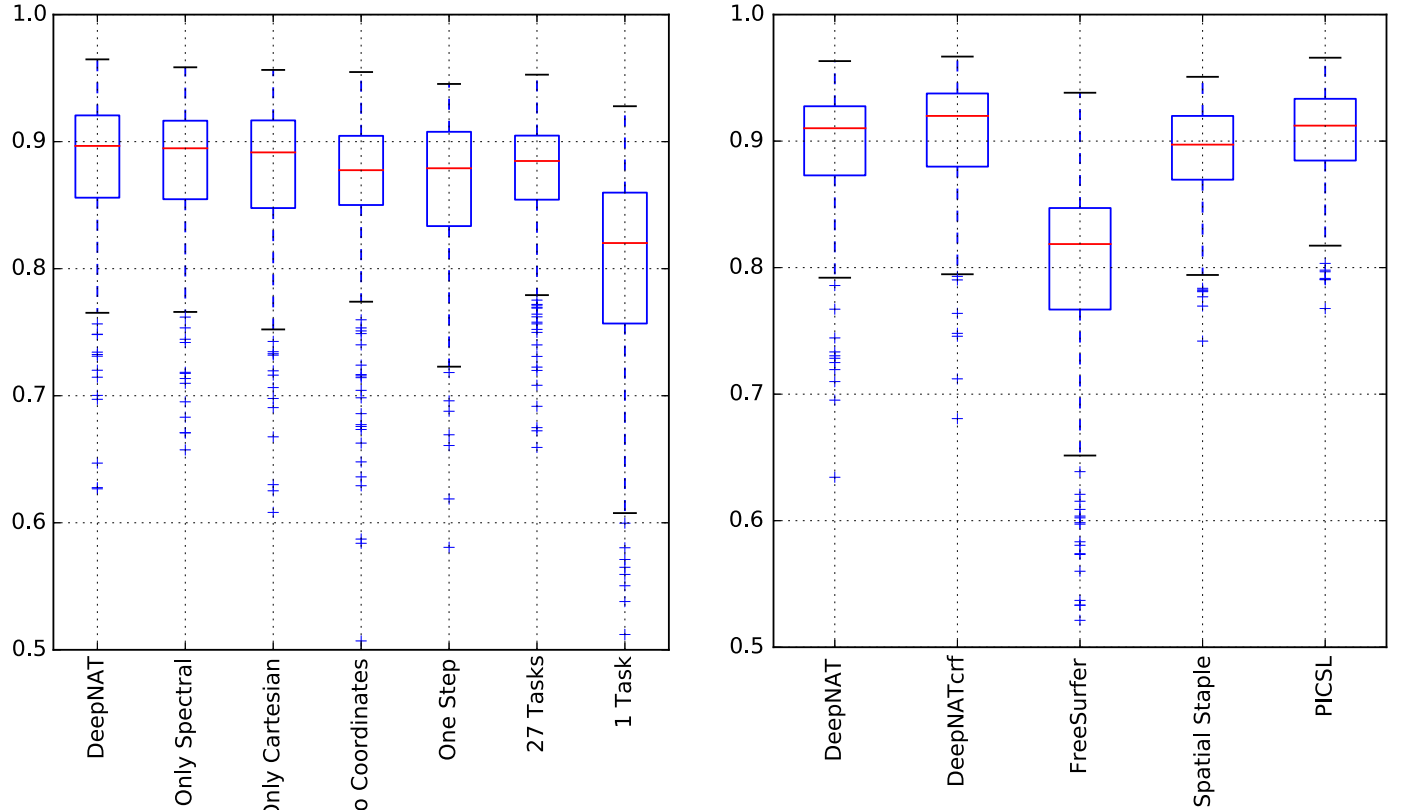 1.0
0.9
0.8
0.7
0.6
0.5
DeepNAT
Only Spectral
Only Cartesian
o Coordinates
One Step
27 Tasks
1 Task
1.0
0.9
0.8
0.7
0.6
0.5
DeepNAT
DeepNATcrf
FreeSurfer
Spatial Staple
PICSL